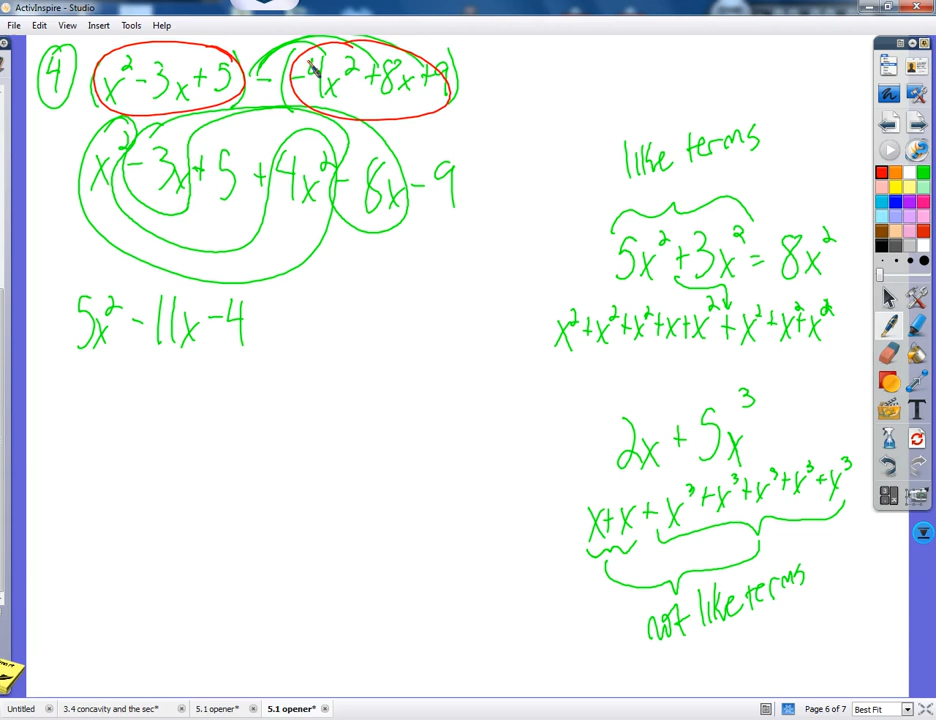 ActivInspire - Studio
File Edit View Insert Tools Help
④ (x² - 3x + 5) - (-4x² + 8x + 9)
x² - 3x + 5 + 4x² - 8x - 9
5x² - 11x - 4
like terms
5x² + 3x² = 8x²
x² + x² + x² + x + x² + x² + x² + x²
2x + 5x³
x + x + x³ + x³ + x³ + x³ + x³
not like terms
Untitled 3.4 concavity and the sec* 5.1 opener* 5.1 opener* Page 6 of 7 Best Fit